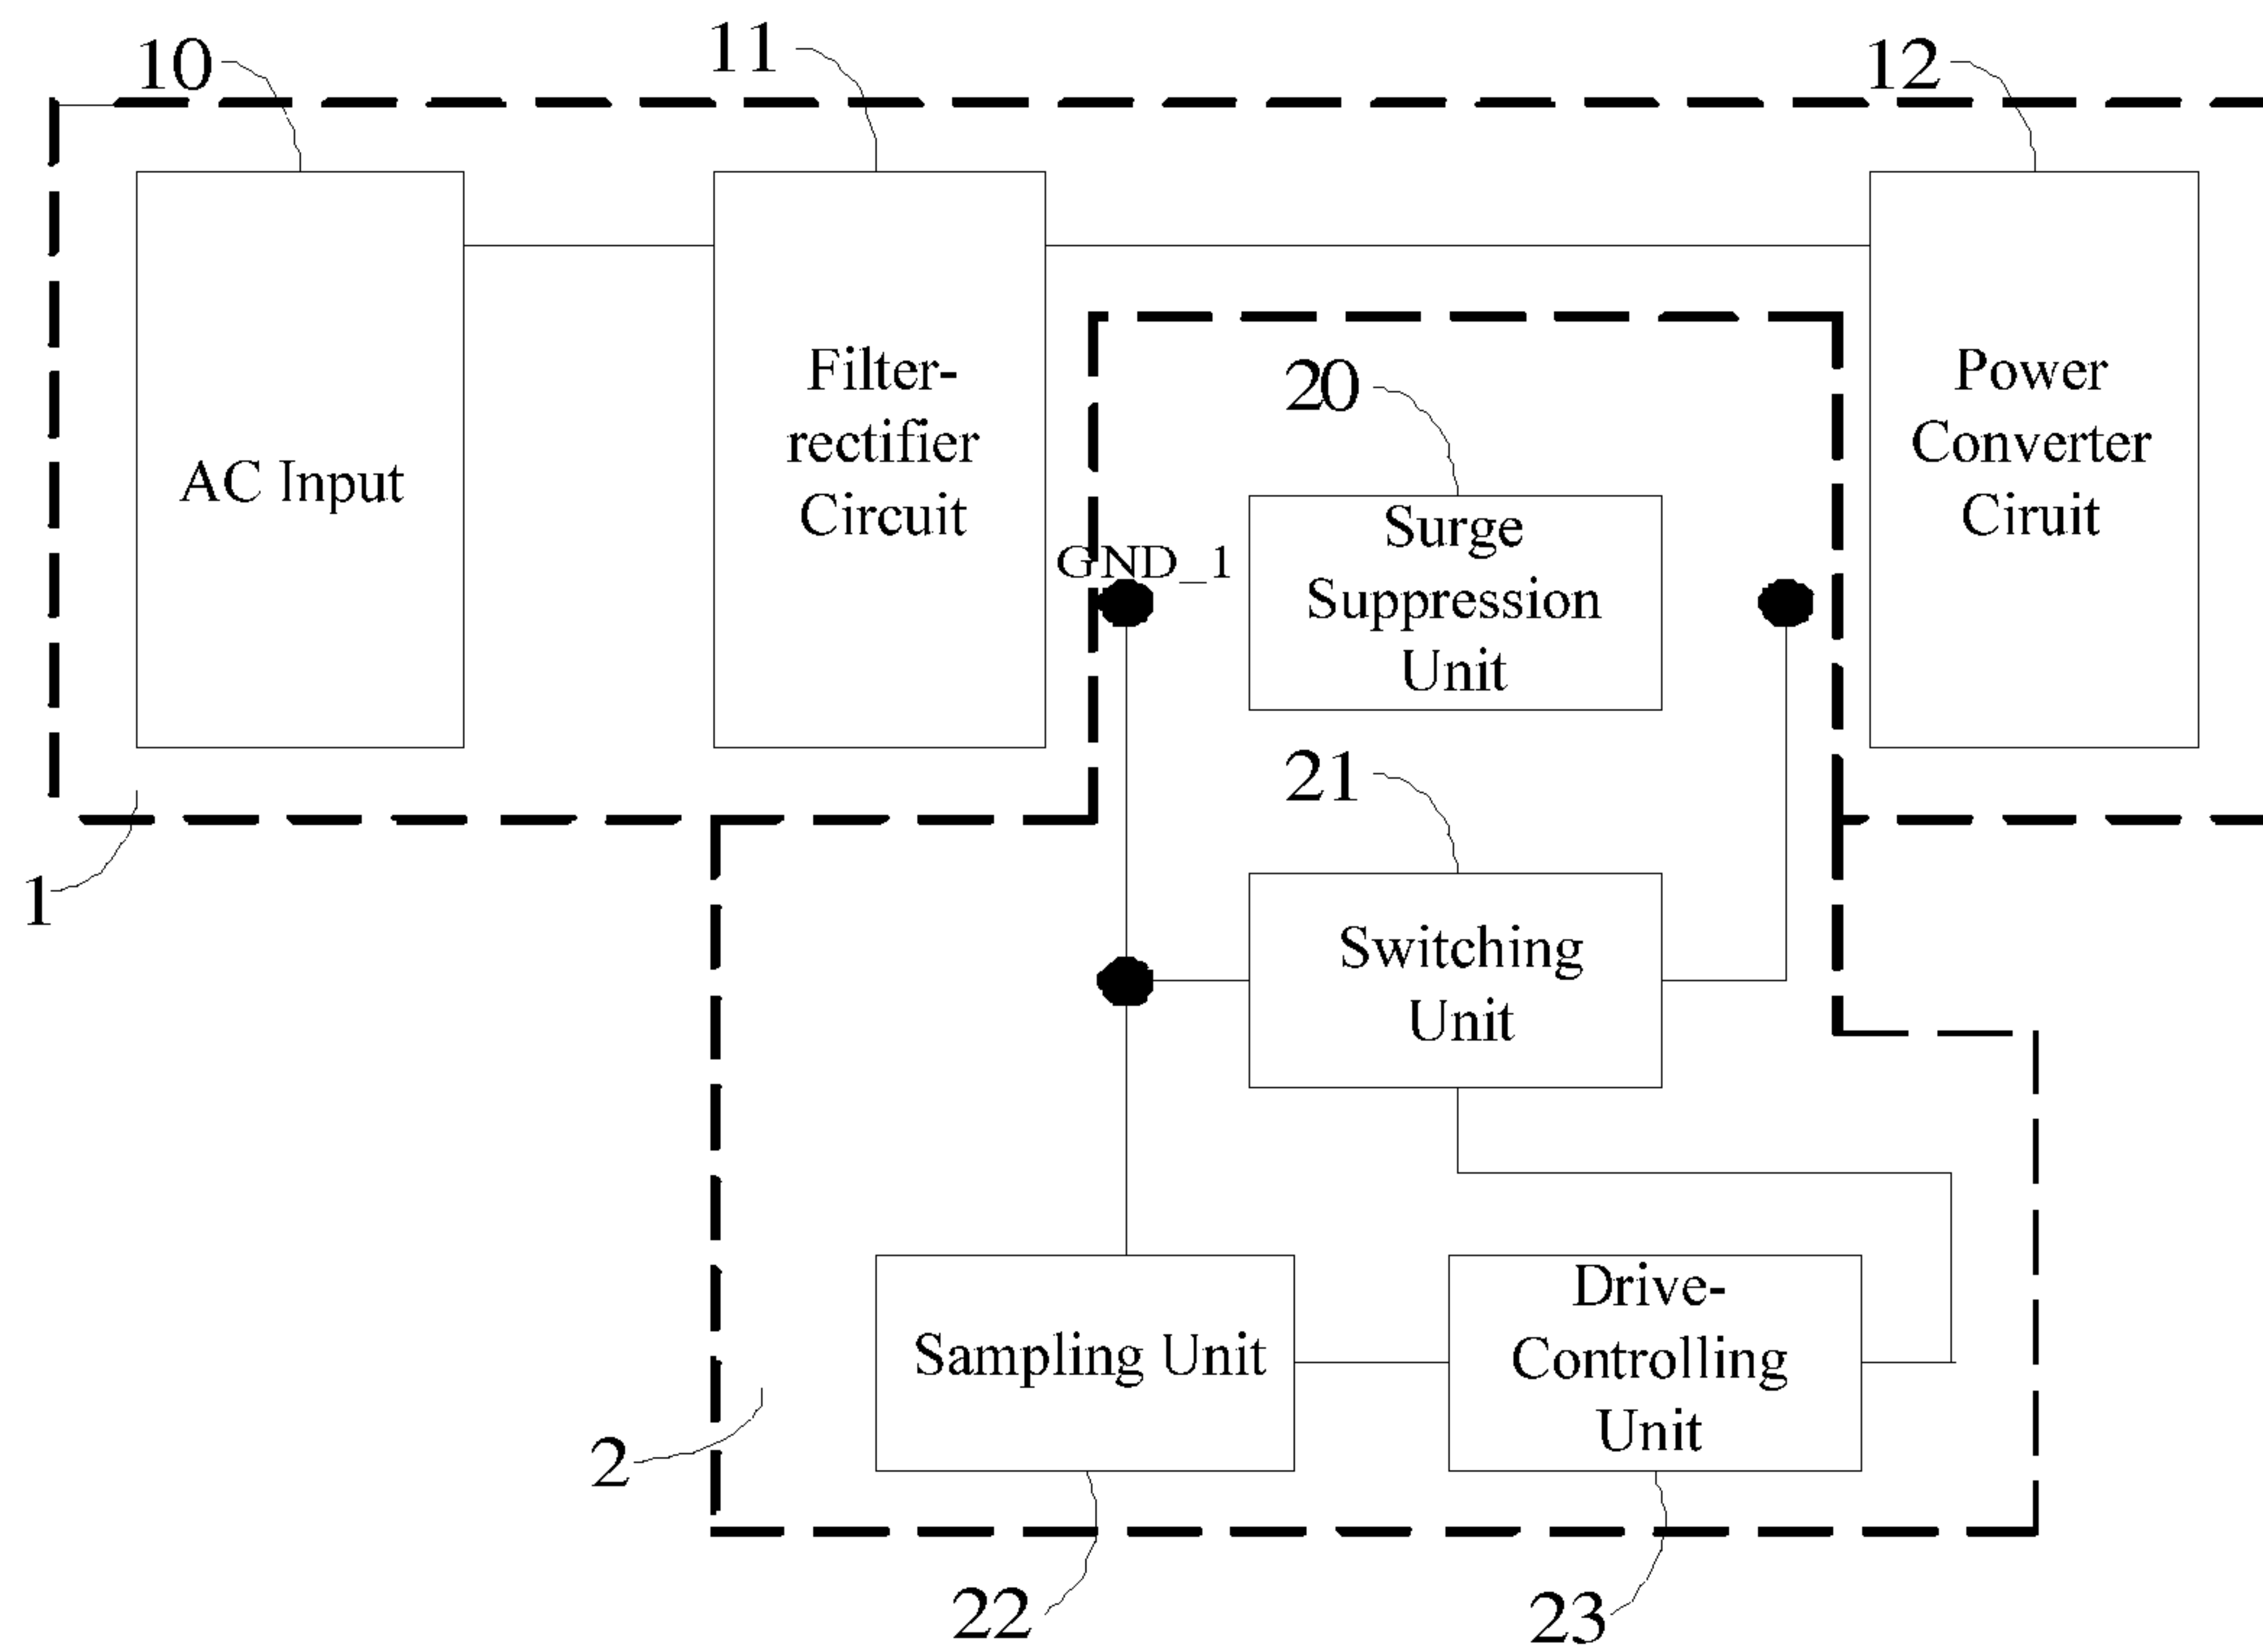 10
11
12
AC Input
Filter-
rectifier
Circuit
Power
Converter
Ciruit
GND_1
20
Surge
Suppression
Unit
21
Switching
Unit
1
2
Sampling Unit
Drive-
Controlling
Unit
22
23